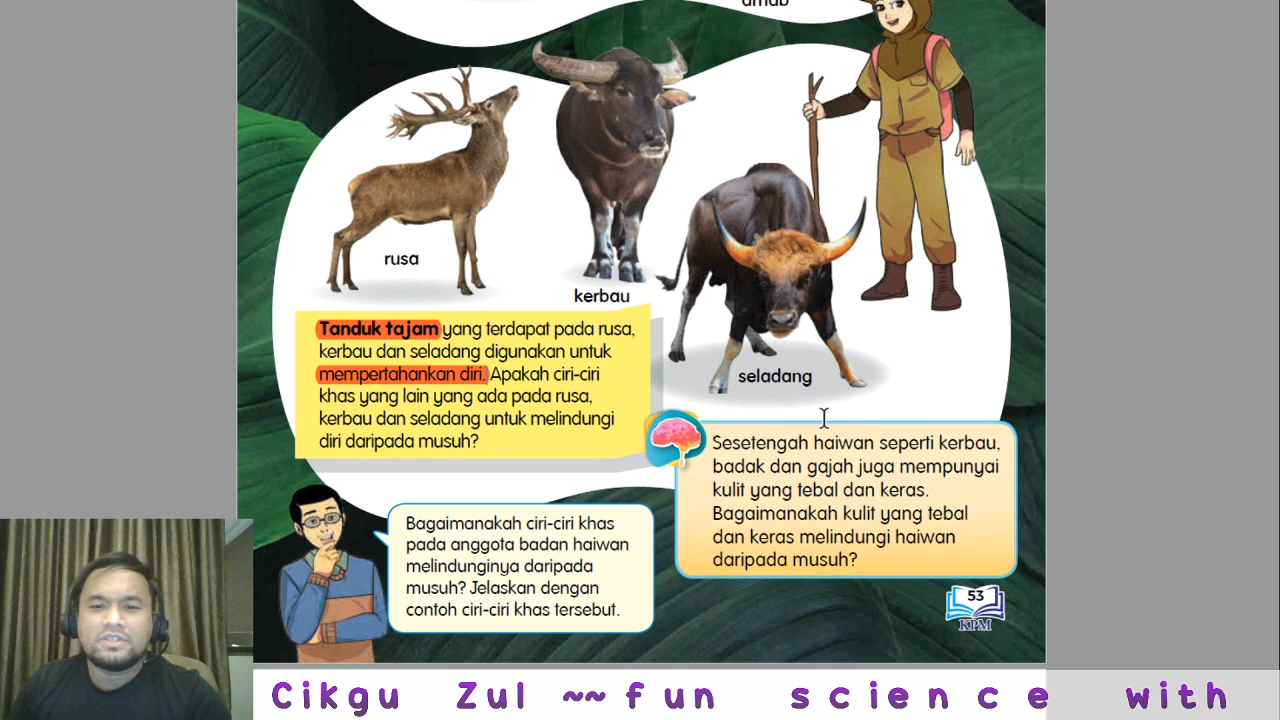 arnab
rusa
kerbau
seladang
Tanduk tajam yang terdapat pada rusa,
kerbau dan seladang digunakan untuk
mempertahankan diri. Apakah ciri-ciri
khas yang lain yang ada pada rusa,
kerbau dan seladang untuk melindungi
diri daripada musuh?
Sesetengah haiwan seperti kerbau,
badak dan gajah juga mempunyai
kulit yang tebal dan keras.
Bagaimanakah kulit yang tebal
dan keras melindungi haiwan
daripada musuh?
Bagaimanakah ciri-ciri khas
pada anggota badan haiwan
melindunginya daripada
musuh? Jelaskan dengan
contoh ciri-ciri khas tersebut.
53
KPM
Cikgu Zul ~~fun science with